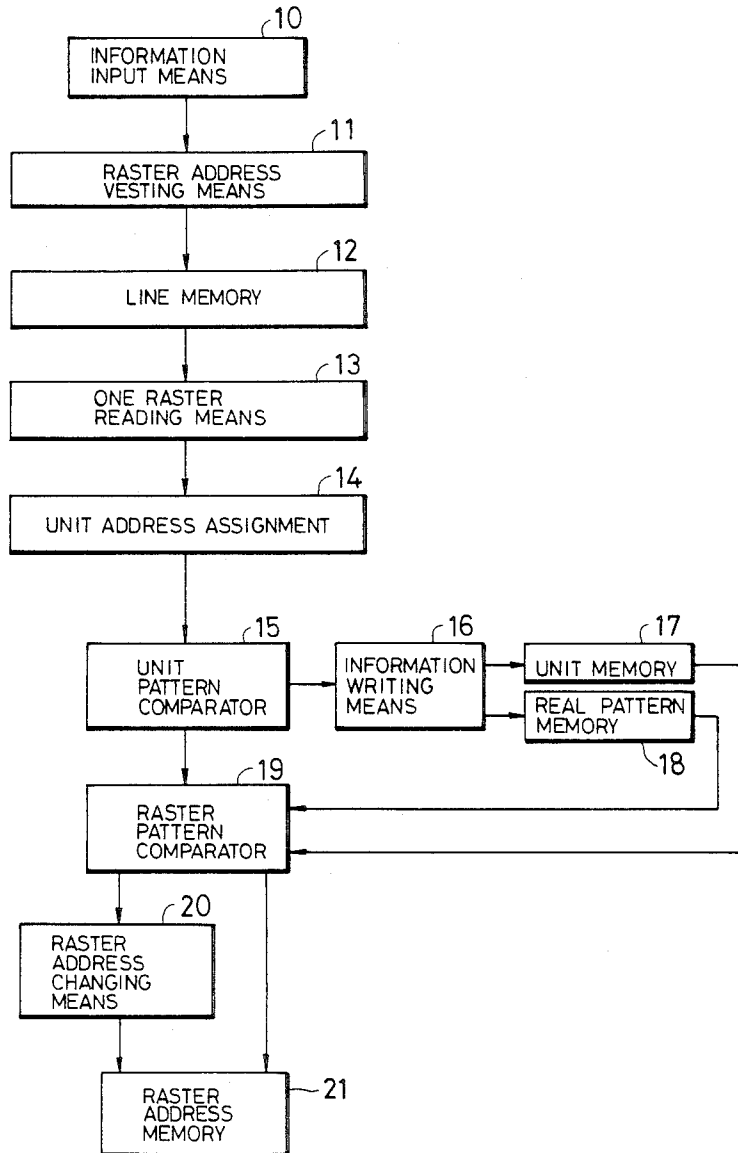 10
INFORMATION
INPUT MEANS
11
RASTER ADDRESS
VESTING MEANS
12
LINE MEMORY
13
ONE RASTER
READING MEANS
14
UNIT ADDRESS ASSIGNMENT
15
UNIT
PATTERN
COMPARATOR
16
INFORMATION
WRITING
MEANS
17
UNIT MEMORY
REAL PATTERN
MEMORY
18
19
RASTER
PATTERN
COMPARATOR
20
RASTER
ADDRESS
CHANGING
MEANS
21
RASTER
ADDRESS
MEMORY